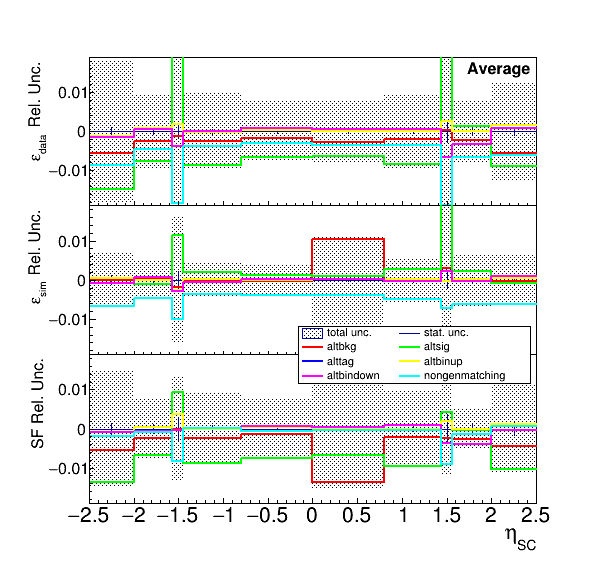 Average
ε_data Rel. Unc.
0.01
0
−0.01
ε_sim Rel. Unc.
0.01
0
−0.01
total unc. stat. unc.
altbkg altsig
alttag altbinup
altbindown nongenmatching
SF Rel. Unc.
0.01
0
−0.01
−2.5 −2 −1.5 −1 −0.5 0 0.5 1 1.5 2 2.5
η_SC